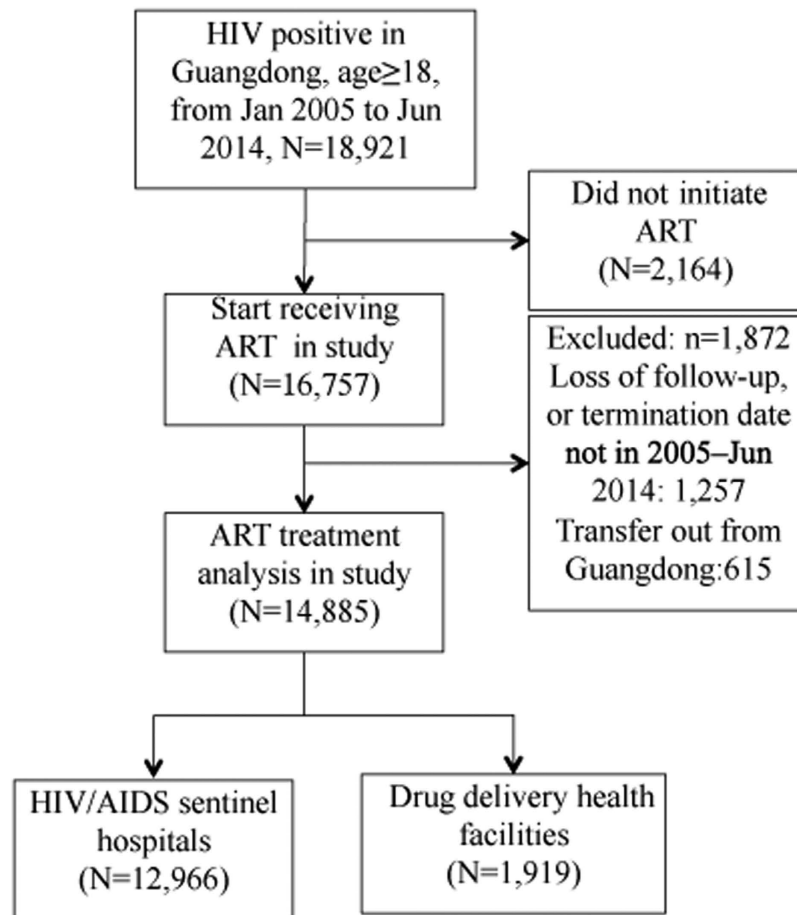 HIV positive in
Guangdong, age≥18,
from Jan 2005 to Jun
2014, N=18,921
Did not initiate
ART
(N=2,164)
Start receiving
ART in study
(N=16,757)
Excluded: n=1,872
Loss of follow-up,
or termination date
not in 2005–Jun
2014: 1,257
Transfer out from
Guangdong:615
ART treatment
analysis in study
(N=14,885)
HIV/AIDS sentinel
hospitals
(N=12,966)
Drug delivery health
facilities
(N=1,919)